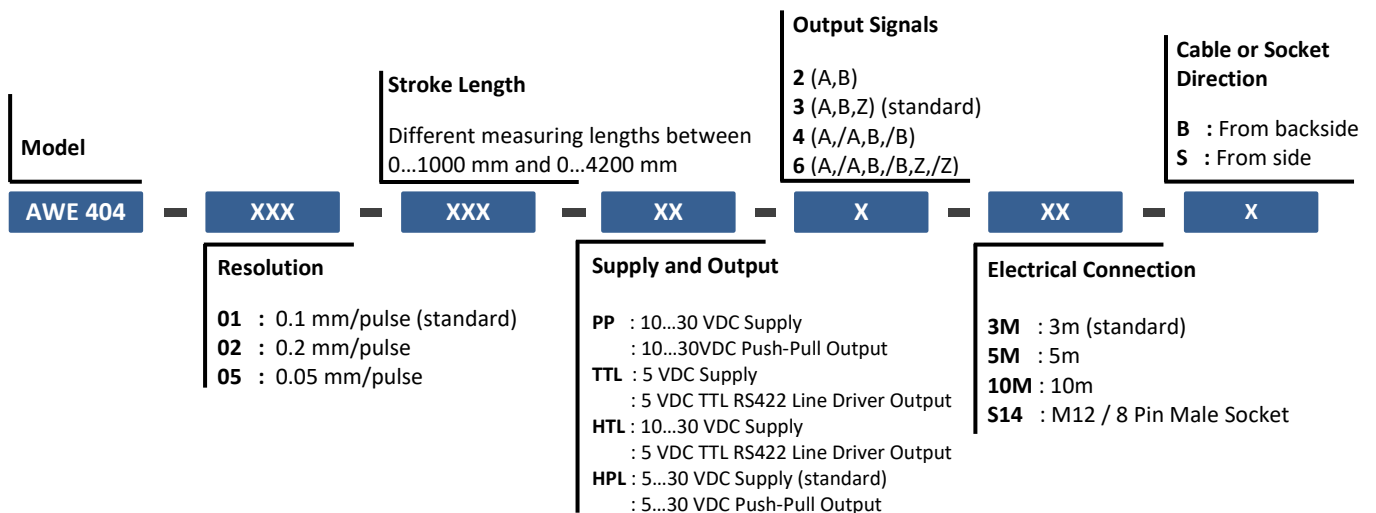 Output Signals
2 (A,B)
3 (A,B,Z) (standard)
4 (A,/A,B,/B)
6 (A,/A,B,/B,Z,/Z)
Cable or Socket
Direction
B : From backside
S : From side
Stroke Length
Different measuring lengths between
0...1000 mm and 0...4200 mm
Model
AWE 404 – XXX – XXX – XX – X – XX – X
Resolution
01 : 0.1 mm/pulse (standard)
02 : 0.2 mm/pulse
05 : 0.05 mm/pulse
Supply and Output
PP : 10...30 VDC Supply
: 10...30VDC Push-Pull Output
TTL : 5 VDC Supply
: 5 VDC TTL RS422 Line Driver Output
HTL : 10...30 VDC Supply
: 5 VDC TTL RS422 Line Driver Output
HPL : 5...30 VDC Supply (standard)
: 5...30 VDC Push-Pull Output
Electrical Connection
3M : 3m (standard)
5M : 5m
10M : 10m
S14 : M12 / 8 Pin Male Socket